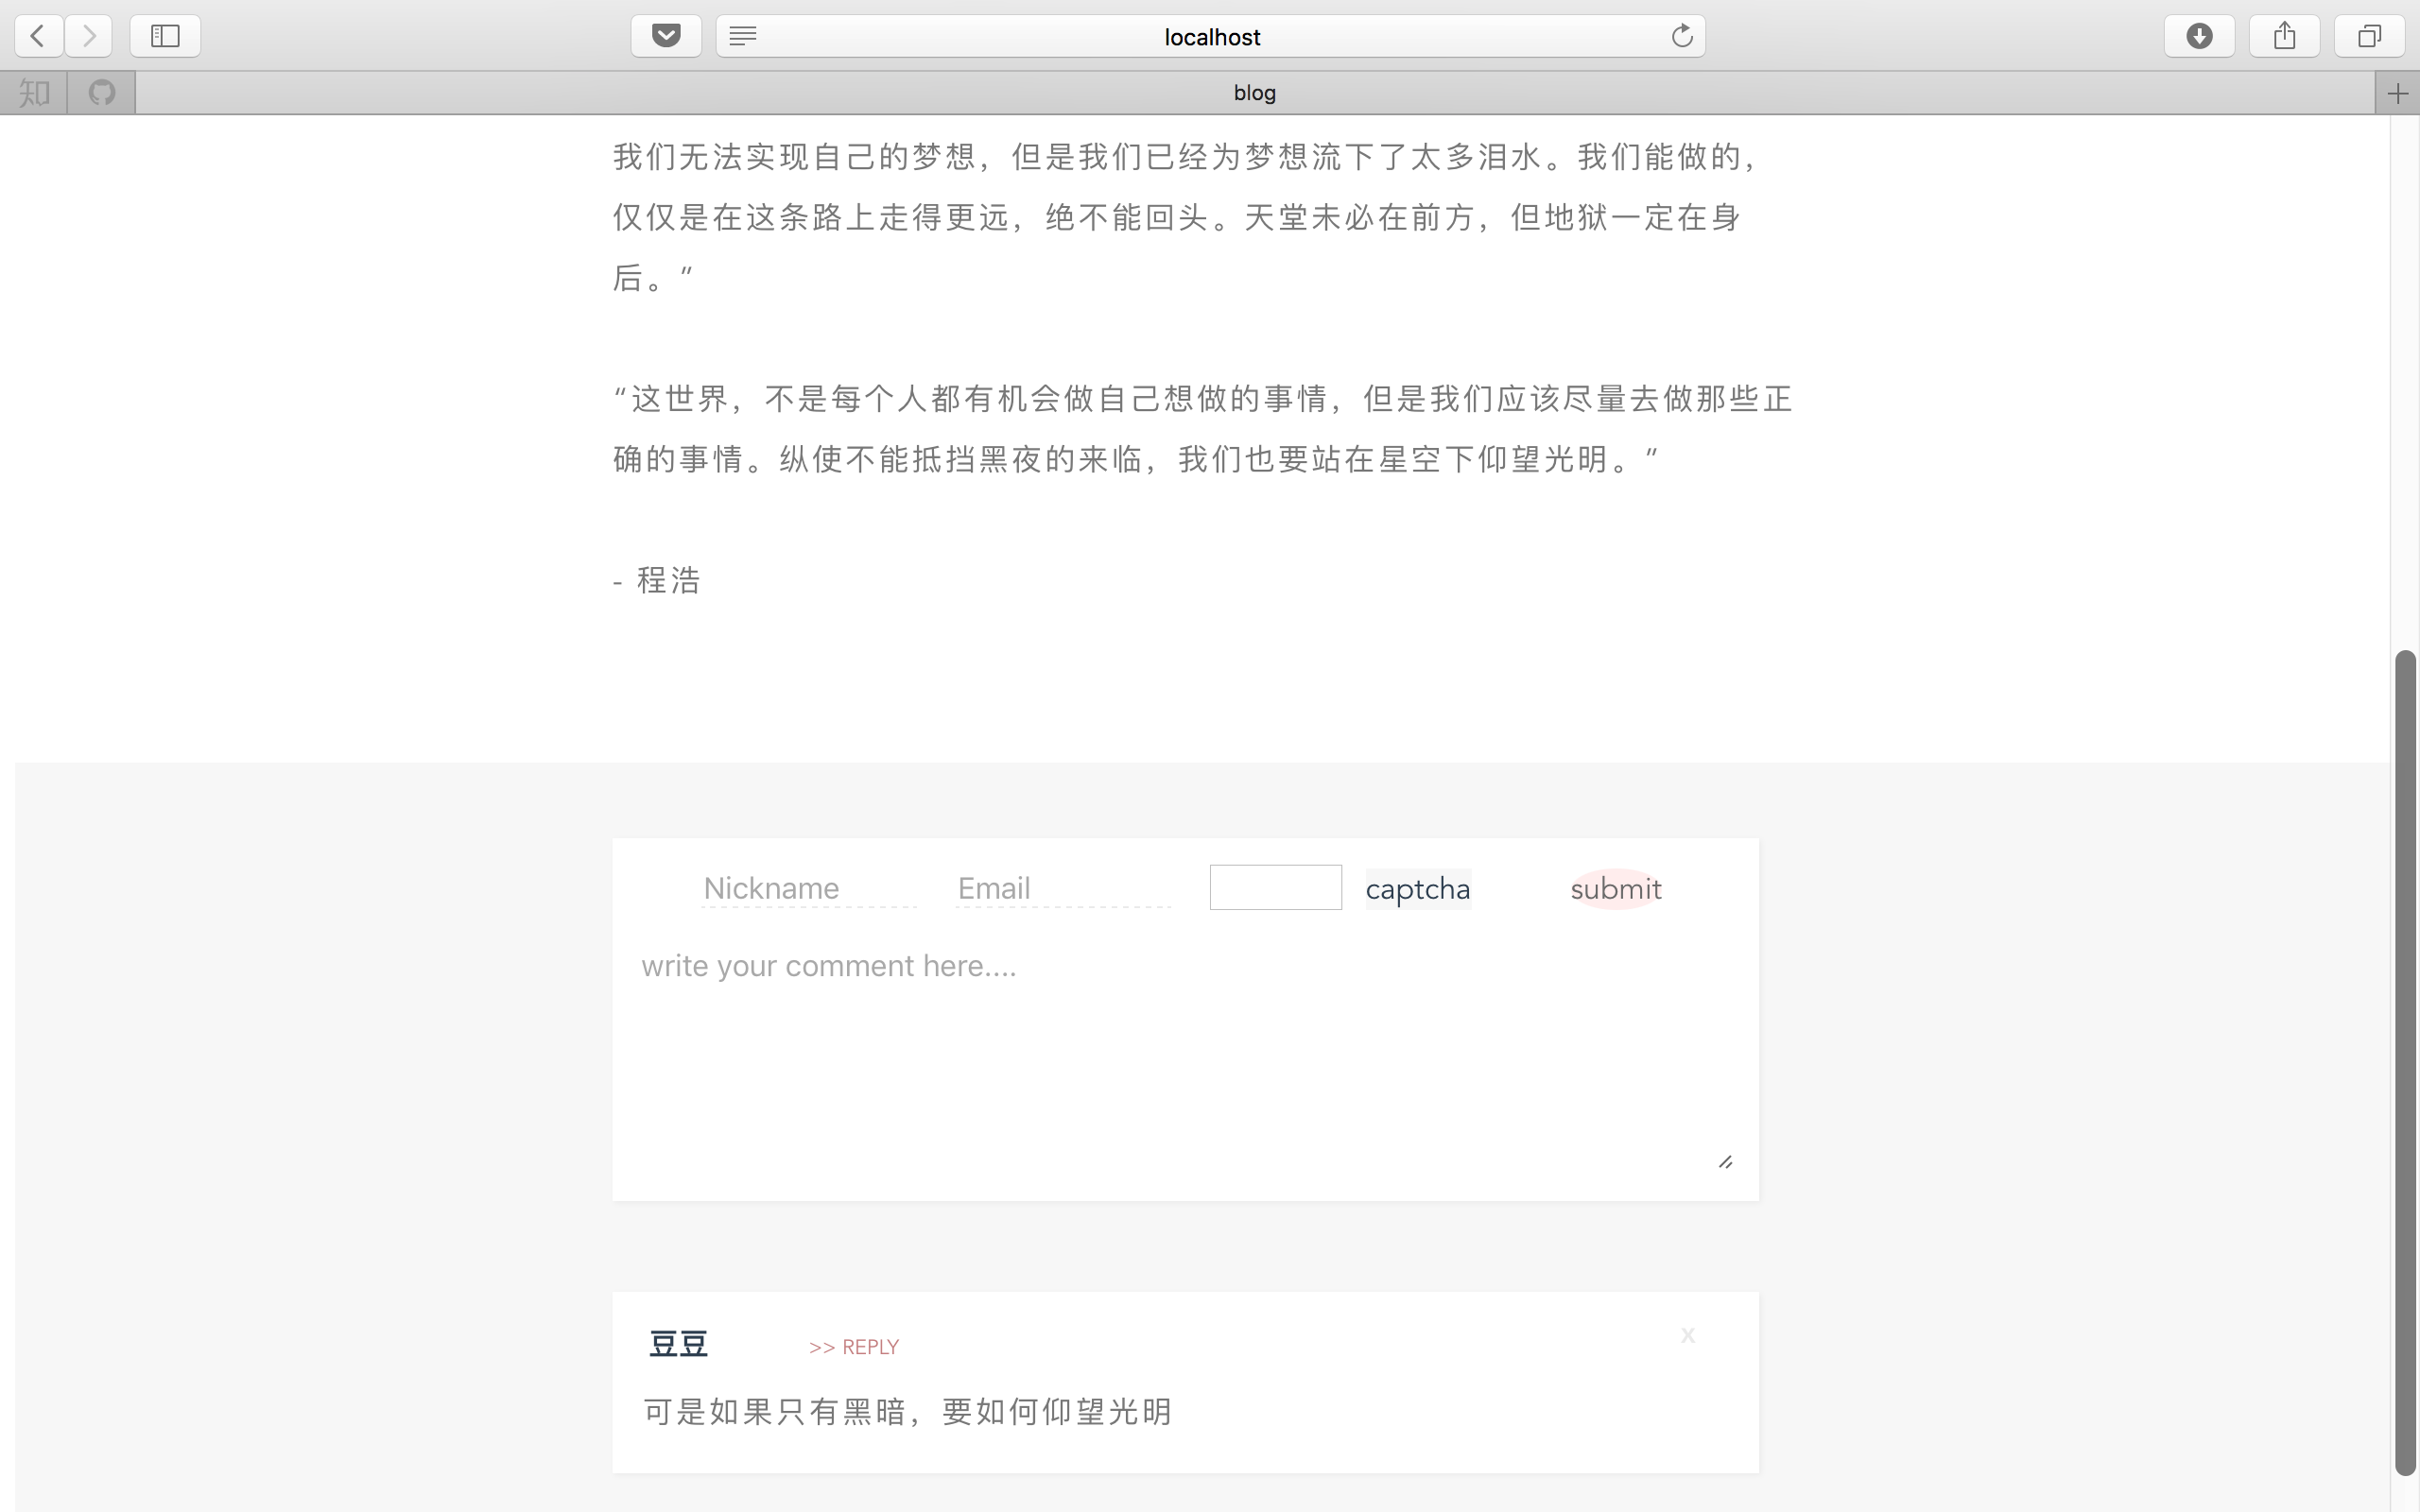 localhost
知
blog
我们无法实现自己的梦想，但是我们已经为梦想流下了太多泪水。我们能做的，
仅仅是在这条路上走得更远，绝不能回头。天堂未必在前方，但地狱一定在身
后。”
“这世界，不是每个人都有机会做自己想做的事情，但是我们应该尽量去做那些正
确的事情。纵使不能抵挡黑夜的来临，我们也要站在星空下仰望光明。”
- 程浩
Nickname Email captcha submit
write your comment here....
豆豆 >> REPLY x
可是如果只有黑暗，要如何仰望光明